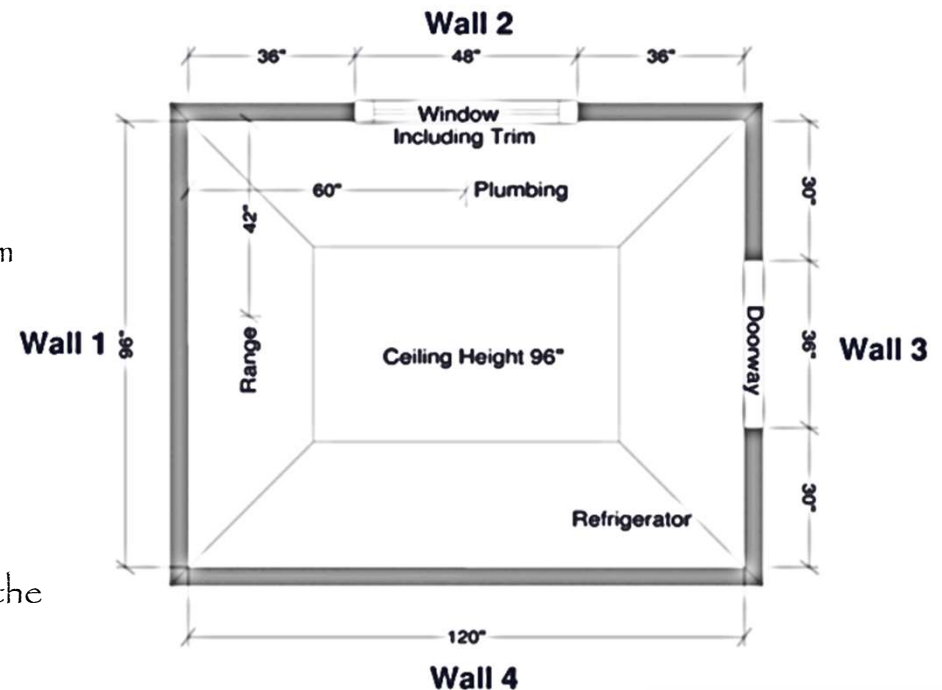 Wall 2
36" 48" 36"
Window
Including Trim
60" Plumbing
42"
30"
n
Wall 1 96"
Range
Ceiling Height 96"
Doorway
36"
Wall 3
30"
Refrigerator
the
120"
Wall 4